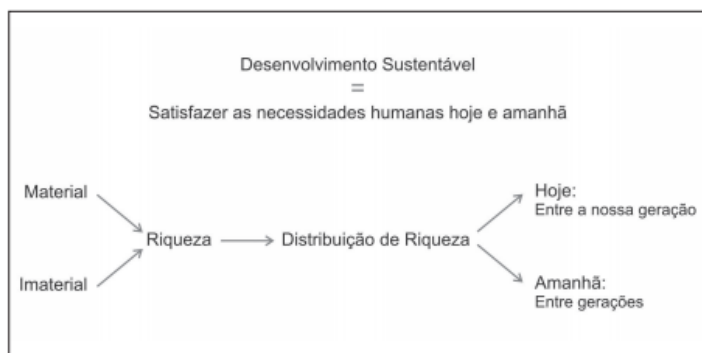 Desenvolvimento Sustentável
=
Satisfazer as necessidades humanas hoje e amanhã
Material
Imaterial
Riqueza
Distribuição de Riqueza
Hoje:
Entre a nossa geração
Amanhã:
Entre gerações